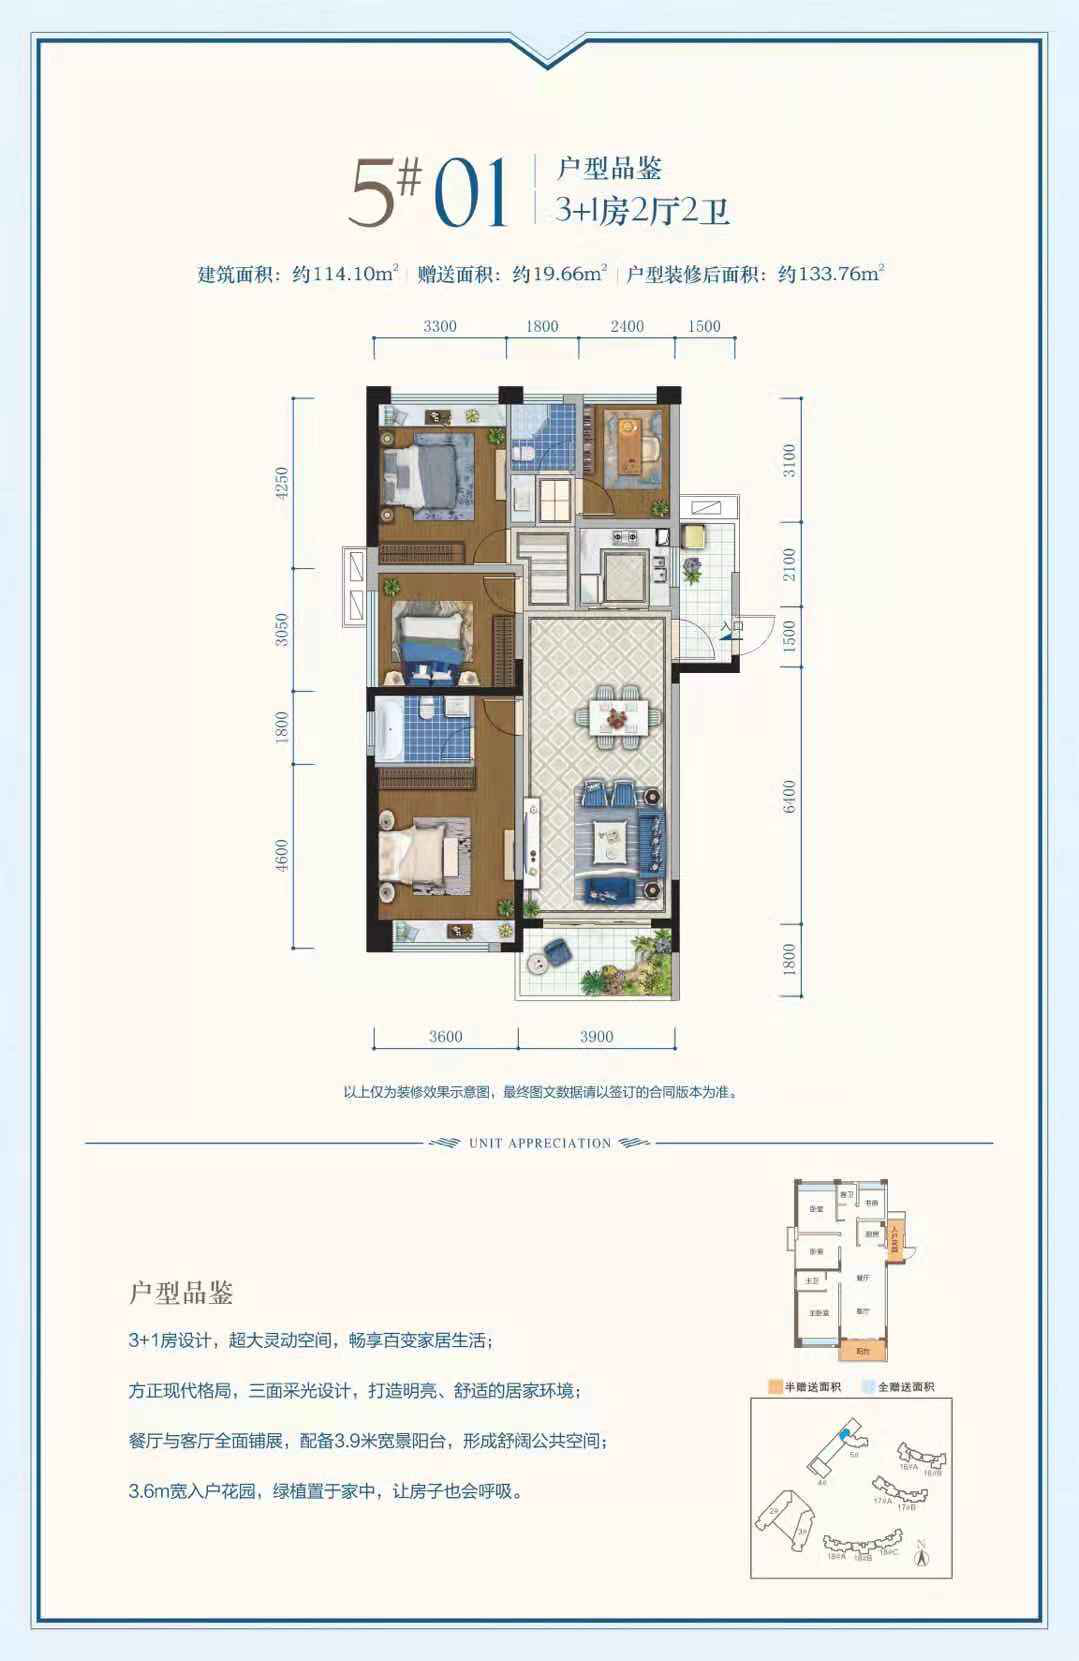 5#01
户型品鉴
3+1房2厅2卫
建筑面积：约114.10m² 赠送面积：约19.66m² 户型装修后面积：约133.76m²
3300 1800 2400 1500
4250
3050
1800
4600
3100
2100
1500
6400
1800
入口
3600 3900
以上仅为装修效果示意图，最终图文数据请以签订的合同版本为准。
UNIT APPRECIATION
户型品鉴
3+1房设计，超大灵动空间，畅享百变家居生活；
方正现代格局，三面采光设计，打造明亮、舒适的居家环境；
餐厅与客厅全面铺展，配备3.9米宽景阳台，形成舒阔公共空间；
3.6m宽入户花园，绿植置于家中，让房子也会呼吸。
卧室
客卫
书房
厨房
入户花园
卧室
主卫
餐厅
主卧室
客厅
阳台
半赠送面积 全赠送面积
5#
4#
16#A
16#B
17#A
17#B
2#
3#
18#A
18#B
18#C
N